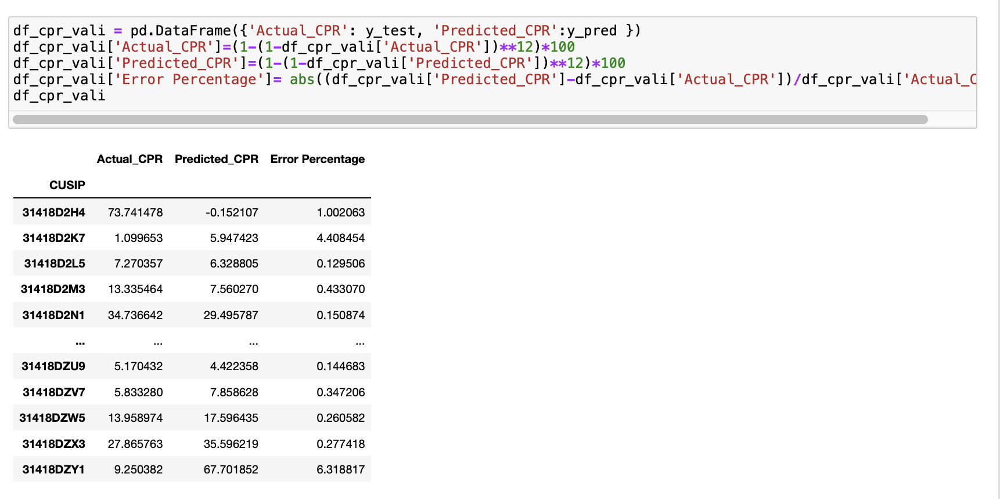 df_cpr_vali = pd.DataFrame({'Actual_CPR': y_test, 'Predicted_CPR':y_pred })
df_cpr_vali['Actual_CPR']=(1-(1-df_cpr_vali['Actual_CPR'])**12)*100
df_cpr_vali['Predicted_CPR']=(1-(1-df_cpr_vali['Predicted_CPR'])**12)*100
df_cpr_vali['Error Percentage']= abs((df_cpr_vali['Predicted_CPR']-df_cpr_vali['Actual_CPR'])/df_cpr_vali['Actual_C
df_cpr_vali
Actual_CPR Predicted_CPR Error Percentage
CUSIP
31418D2H4 73.741478 -0.152107 1.002063
31418D2K7 1.099653 5.947423 4.408454
31418D2L5 7.270357 6.328805 0.129506
31418D2M3 13.335464 7.560270 0.433070
31418D2N1 34.736642 29.495787 0.150874
... ... ... ...
31418DZU9 5.170432 4.422358 0.144683
31418DZV7 5.833280 7.858628 0.347206
31418DZW5 13.958974 17.596435 0.260582
31418DZX3 27.865763 35.596219 0.277418
31418DZY1 9.250382 67.701852 6.318817